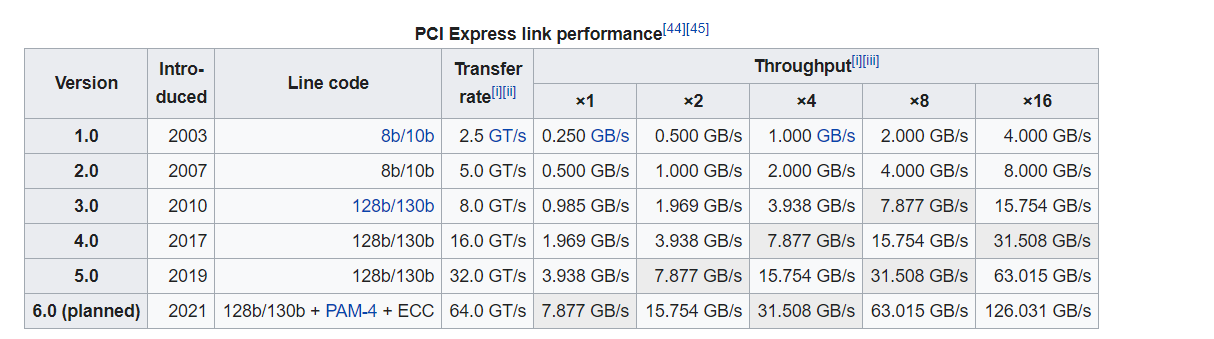 PCI Express link performance[44][45]
Version Intro-duced Line code Transfer rate[i][ii] Throughput[i][iii]
×1 ×2 ×4 ×8 ×16
1.0 2003 8b/10b 2.5 GT/s 0.250 GB/s 0.500 GB/s 1.000 GB/s 2.000 GB/s 4.000 GB/s
2.0 2007 8b/10b 5.0 GT/s 0.500 GB/s 1.000 GB/s 2.000 GB/s 4.000 GB/s 8.000 GB/s
3.0 2010 128b/130b 8.0 GT/s 0.985 GB/s 1.969 GB/s 3.938 GB/s 7.877 GB/s 15.754 GB/s
4.0 2017 128b/130b 16.0 GT/s 1.969 GB/s 3.938 GB/s 7.877 GB/s 15.754 GB/s 31.508 GB/s
5.0 2019 128b/130b 32.0 GT/s 3.938 GB/s 7.877 GB/s 15.754 GB/s 31.508 GB/s 63.015 GB/s
6.0 (planned) 2021 128b/130b + PAM-4 + ECC 64.0 GT/s 7.877 GB/s 15.754 GB/s 31.508 GB/s 63.015 GB/s 126.031 GB/s